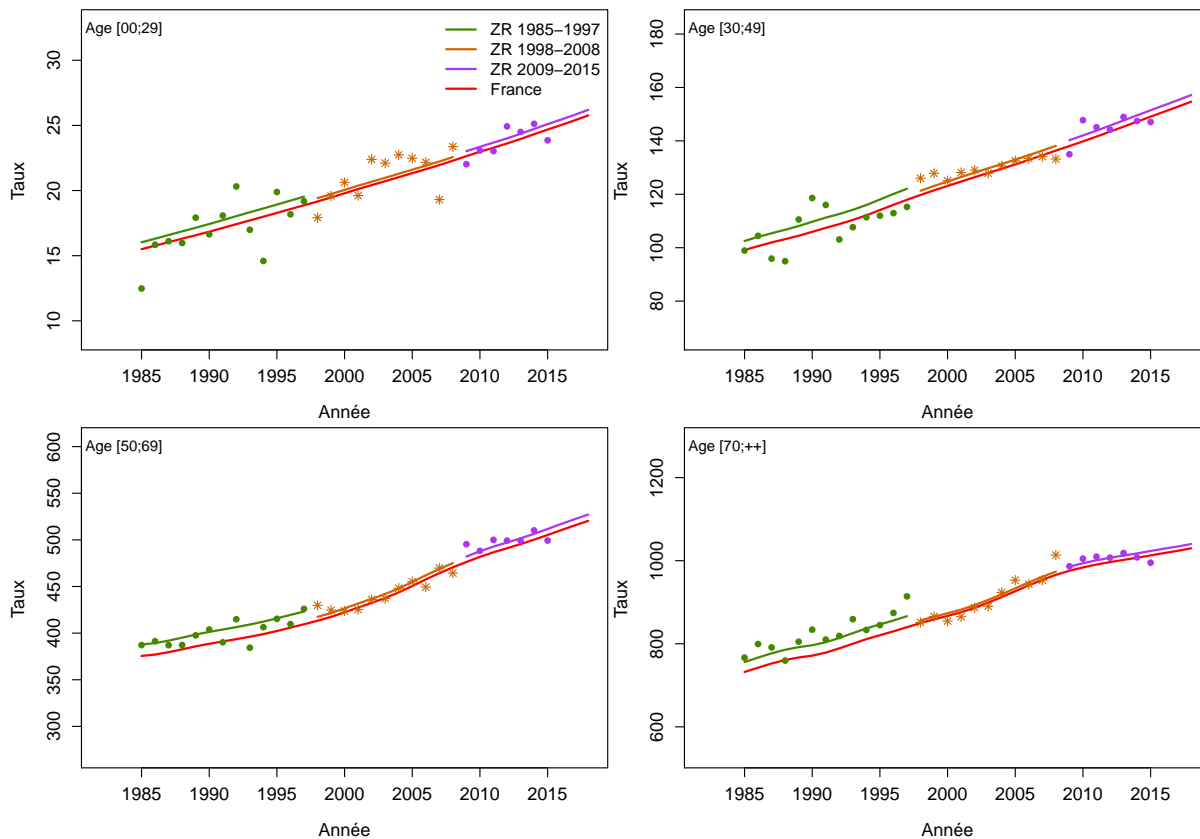 Age [00;29]
ZR 1985−1997
ZR 1998−2008
ZR 2009−2015
France
Taux
30
25
20
15
10
1985 1990 1995 2000 2005 2010 2015
Année
Age [30;49]
Taux
180
160
140
120
100
80
1985 1990 1995 2000 2005 2010 2015
Année
Age [50;69]
Taux
600
550
500
450
400
350
300
1985 1990 1995 2000 2005 2010 2015
Année
Age [70;++]
Taux
1200
1000
800
600
1985 1990 1995 2000 2005 2010 2015
Année